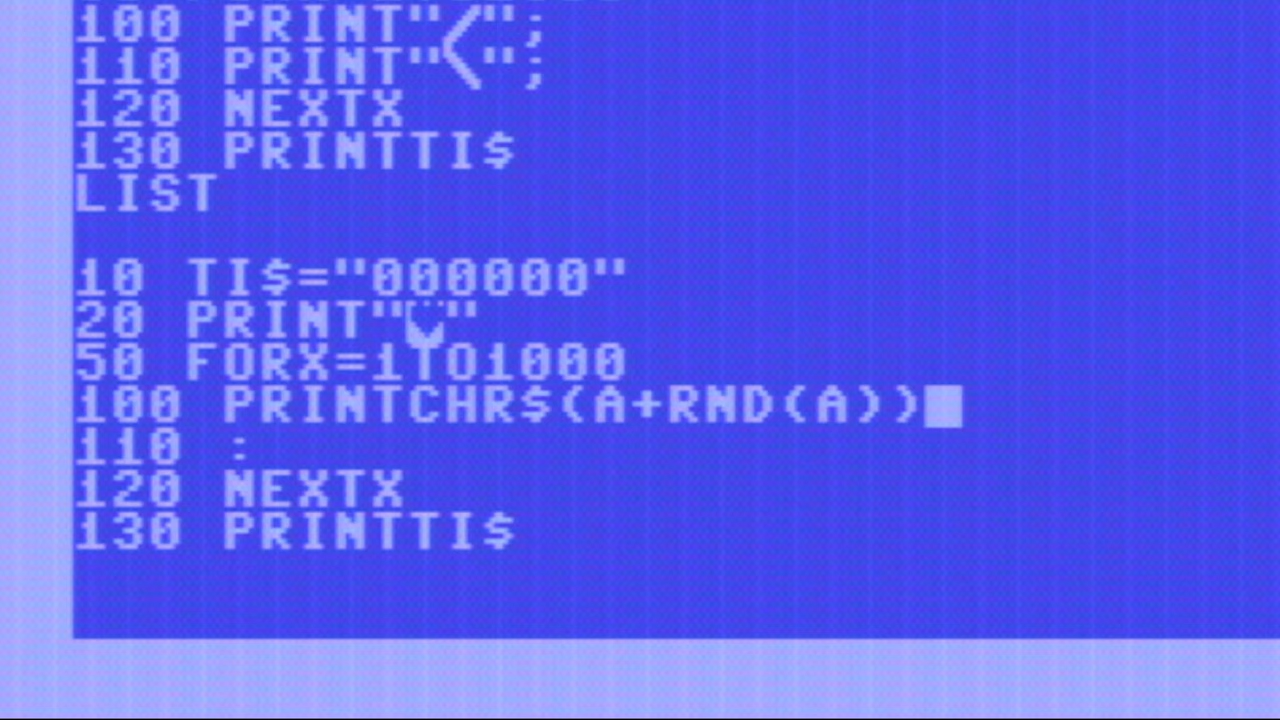 100 PRINT"╱";
110 PRINT"╲";
120 NEXTX
130 PRINTTI$
LIST
10 TI$="000000"
20 PRINT"♥"
50 FORX=1TO1000
100 PRINTCHR$(A+RND(A))
110 :
120 NEXTX
130 PRINTTI$